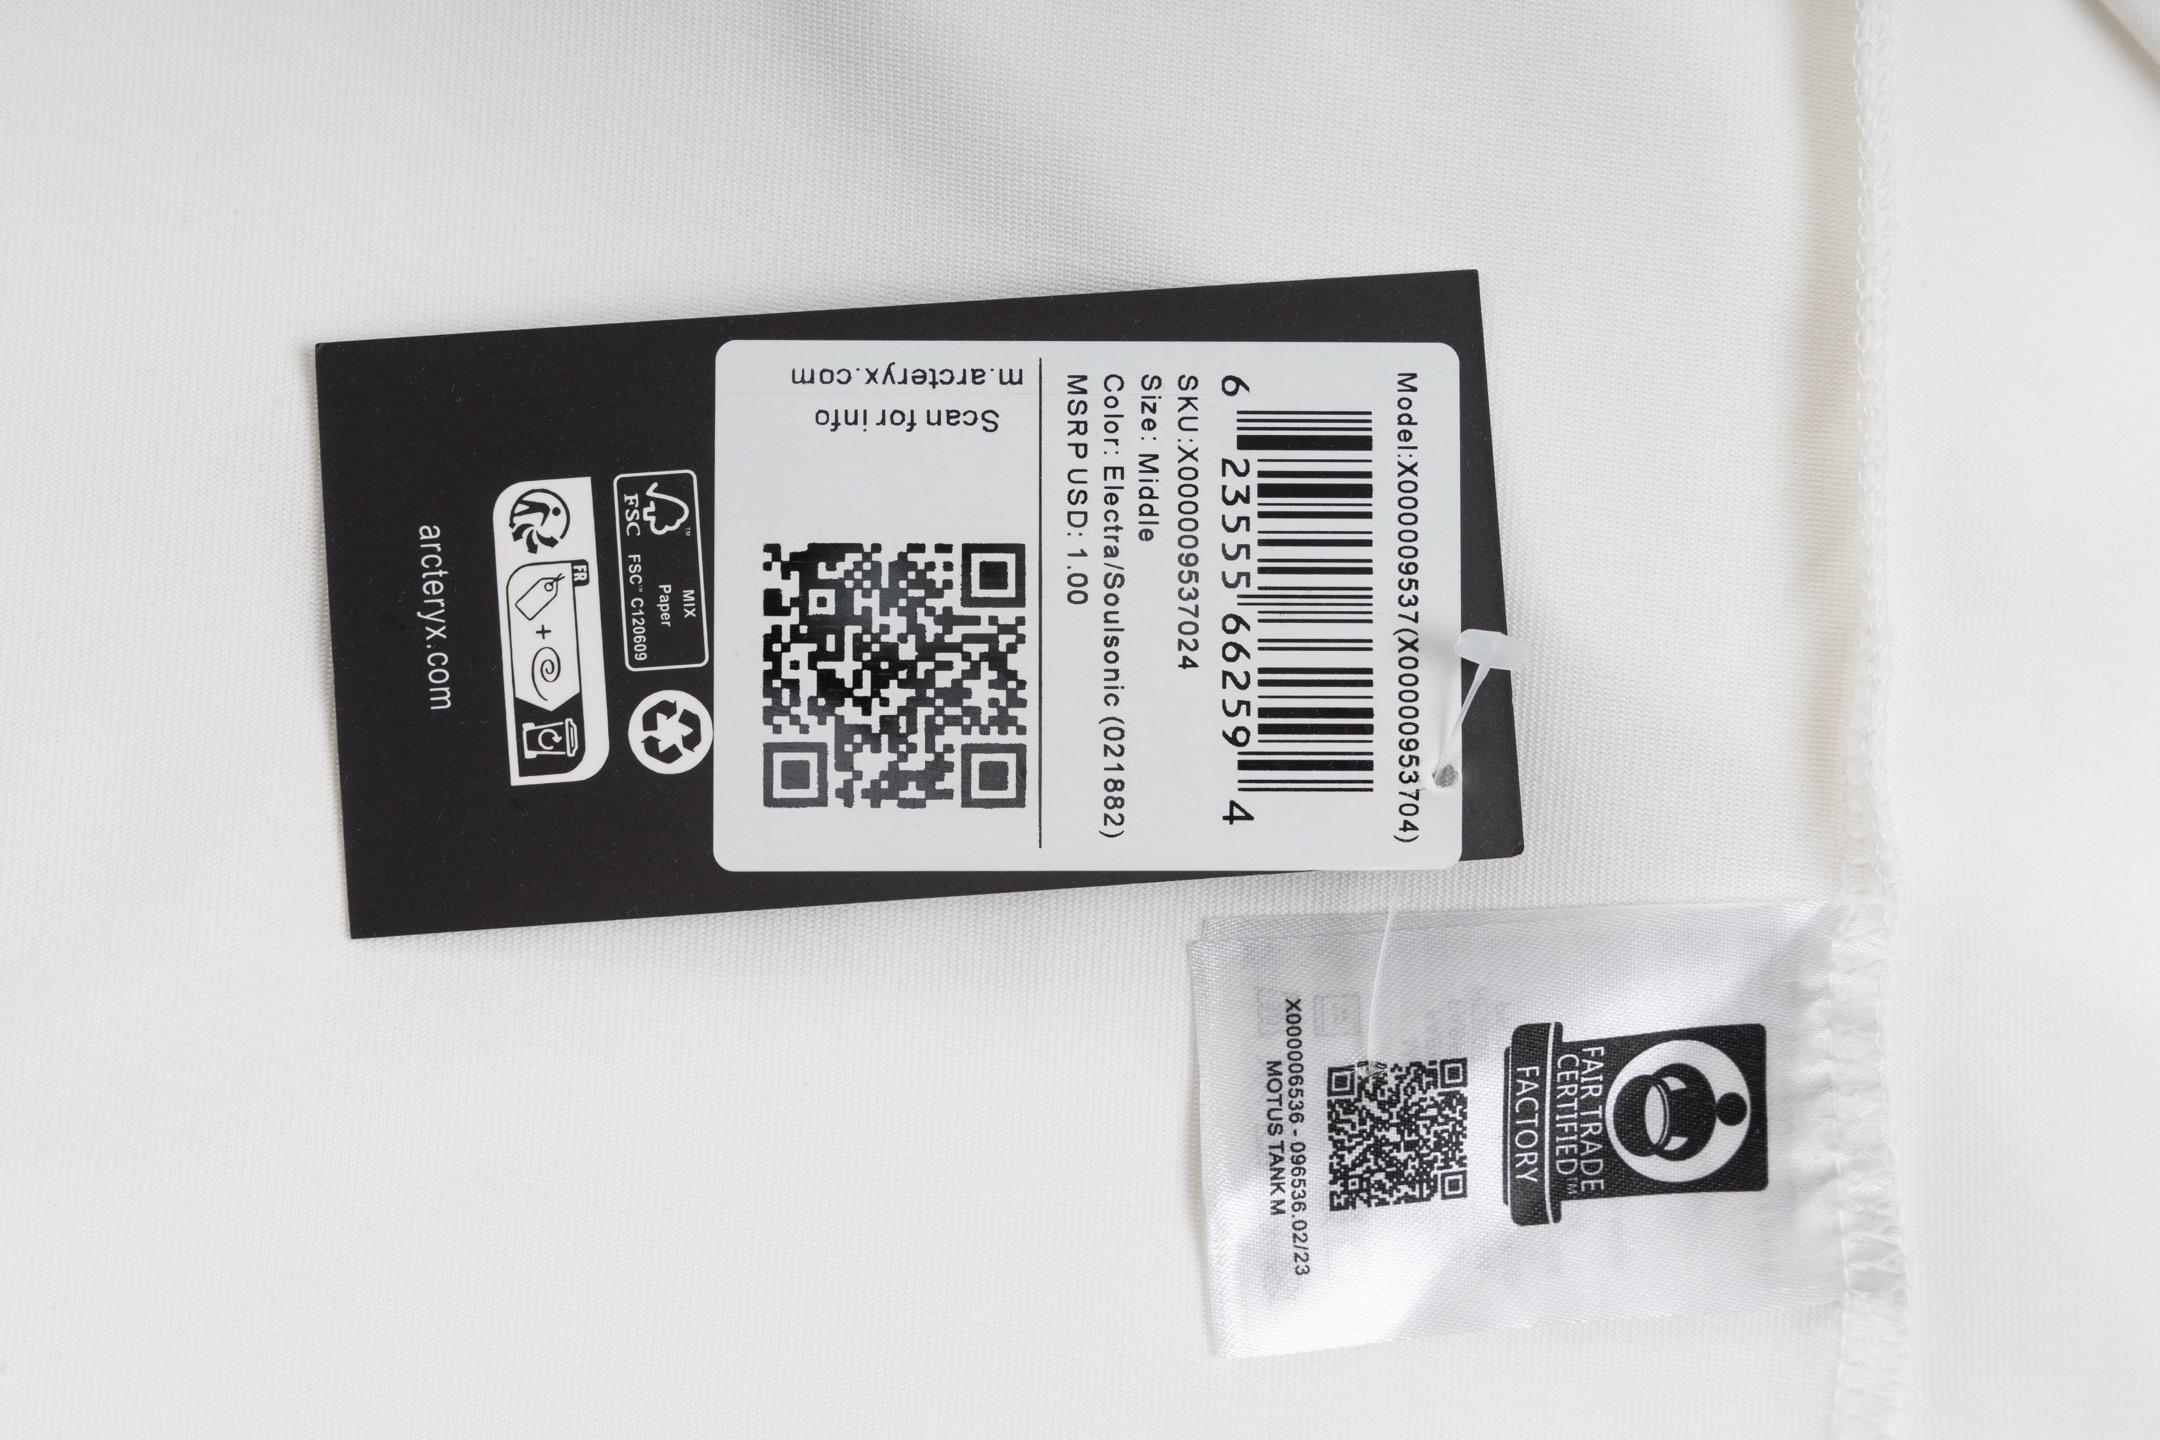 Model:X000009537(X00000953704)
6 23555 66259 4
SKU:X000009537024
Size: Middle
Color: Electra/Soulsonic (021882)
MSRP USD: 1.00
Scan for info
m.arcteryx.com
MIX
Paper
FSC™ C120609
FSC
FR
+
arcteryx.com
FAIR TRADE
CERTIFIED™
FACTORY
X000006536 - 096536.02/23
MOTUS TANK M